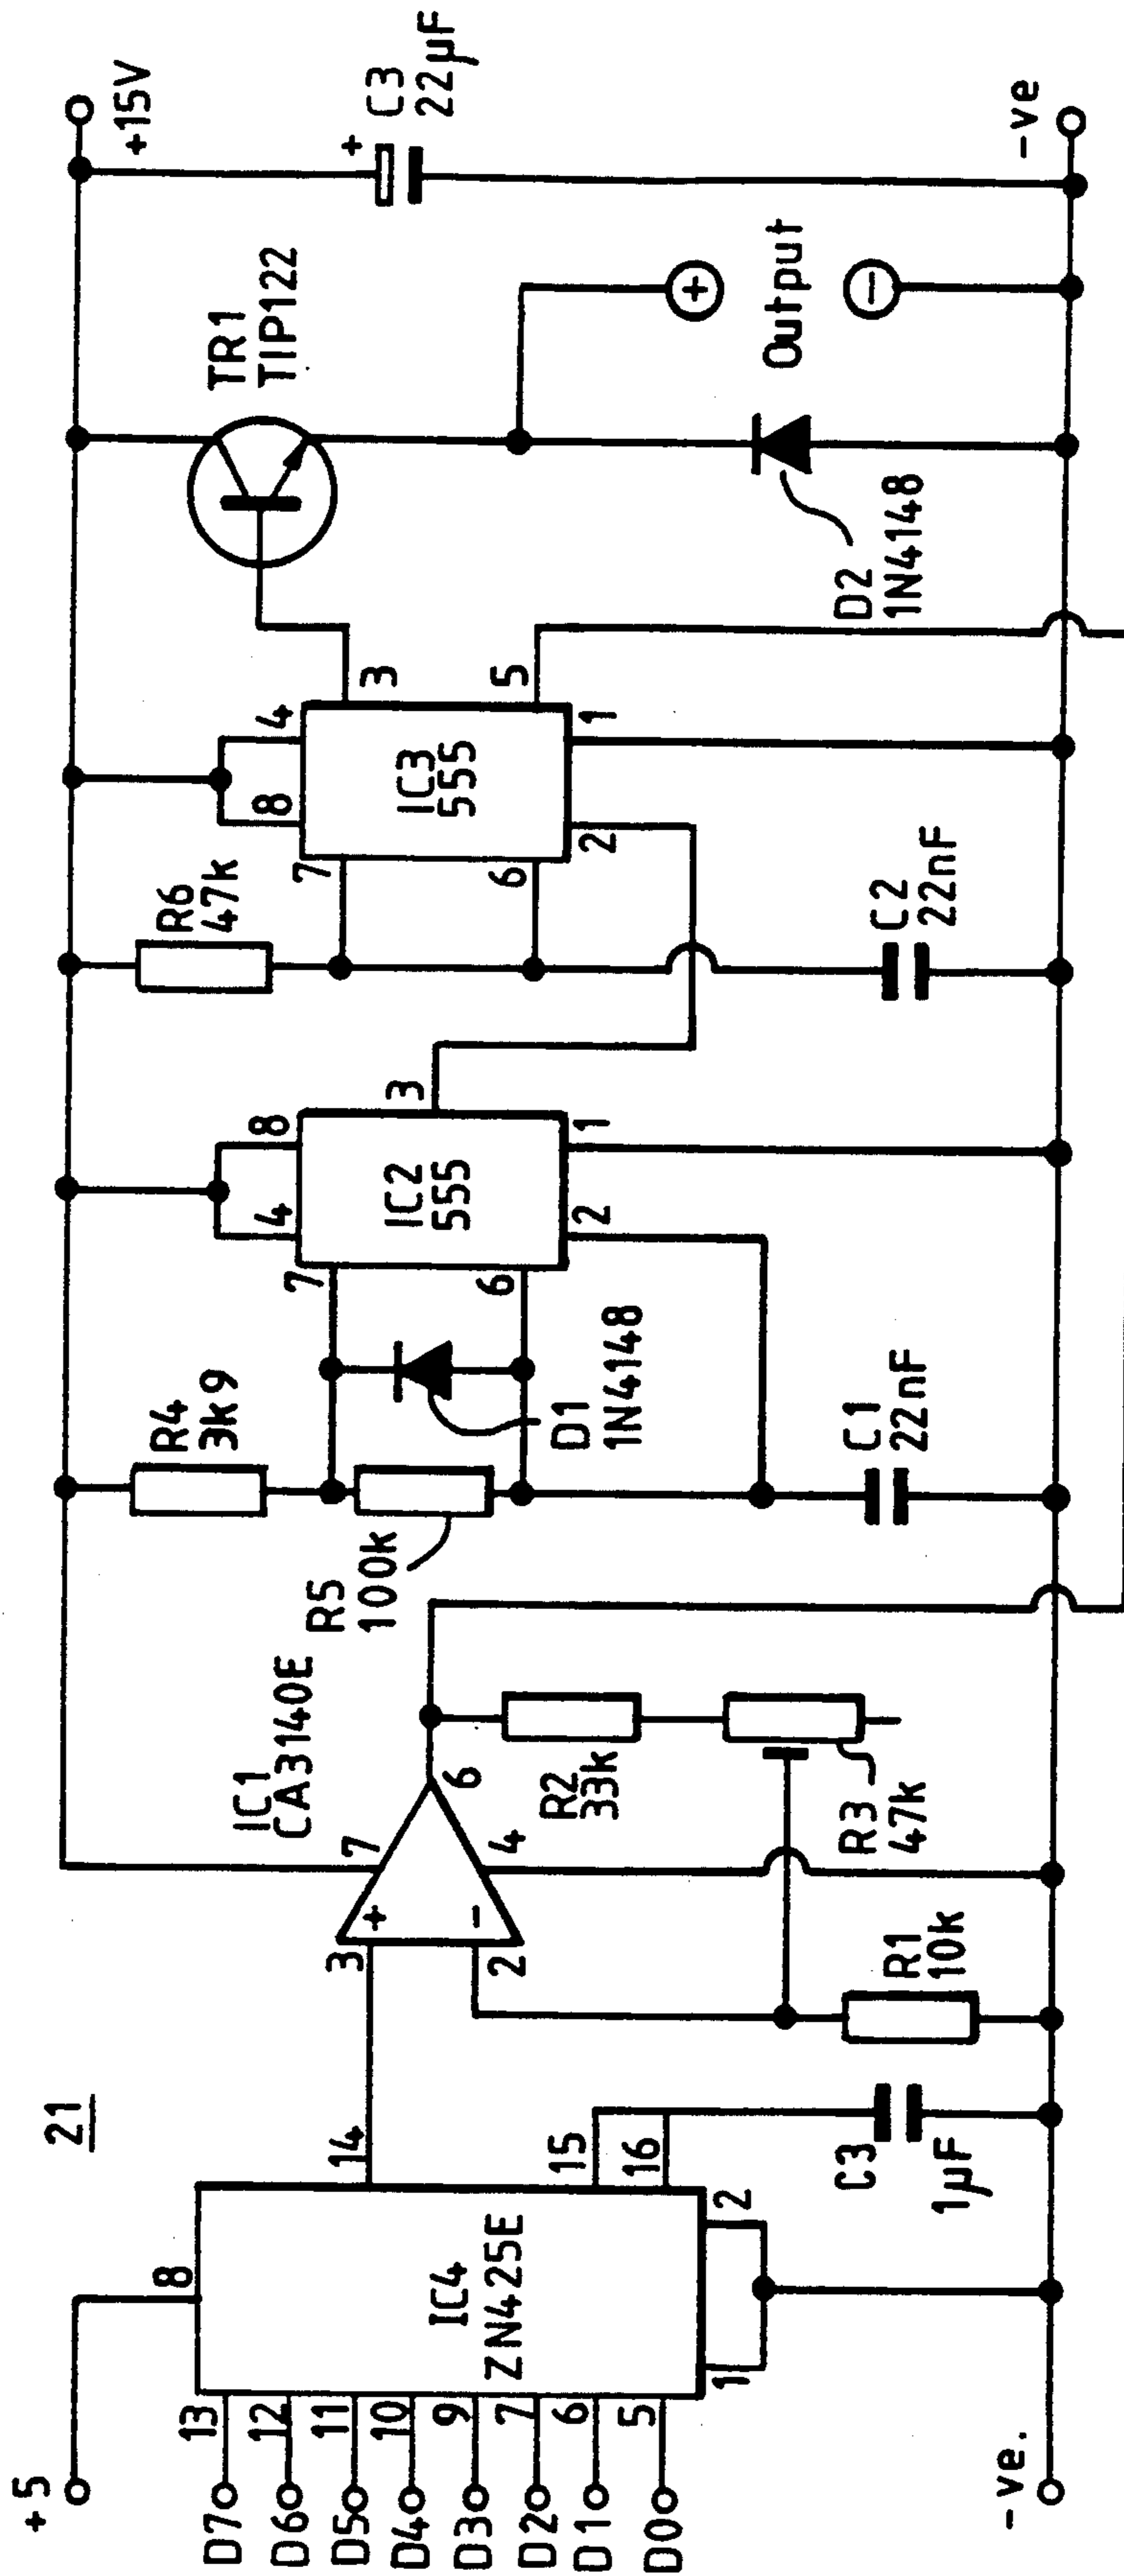 21
+5
8
D7
13
D6
12
D5
11
D4
10
D3
9
D2
7
D1
6
D0
5
IC4
ZN425E
14
15
16
1
2
-ve.
C3
1µF
R1
10k
IC1
CA3140E
3
+
2
-
7
4
6
R2
33k
R3
47k
R4
3k9
R5
100k
D1
1N4148
C1
22nF
IC2
555
7
6
4
8
2
1
3
R6
47k
C2
22nF
IC3
555
7
6
8
4
2
1
3
5
TR1
TIP122
D2
1N4148
+
Output
-
+15V
+
C3
22µF
-ve